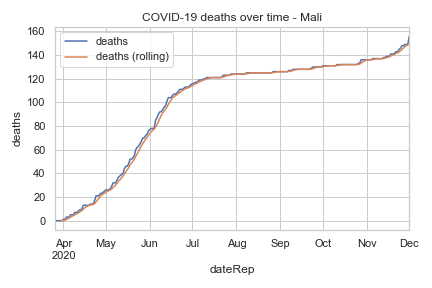 COVID-19 deaths over time - Mali
deaths
deaths (rolling)
deaths
160
140
120
100
80
60
40
20
0
Apr May Jun Jul Aug Sep Oct Nov Dec
2020
dateRep